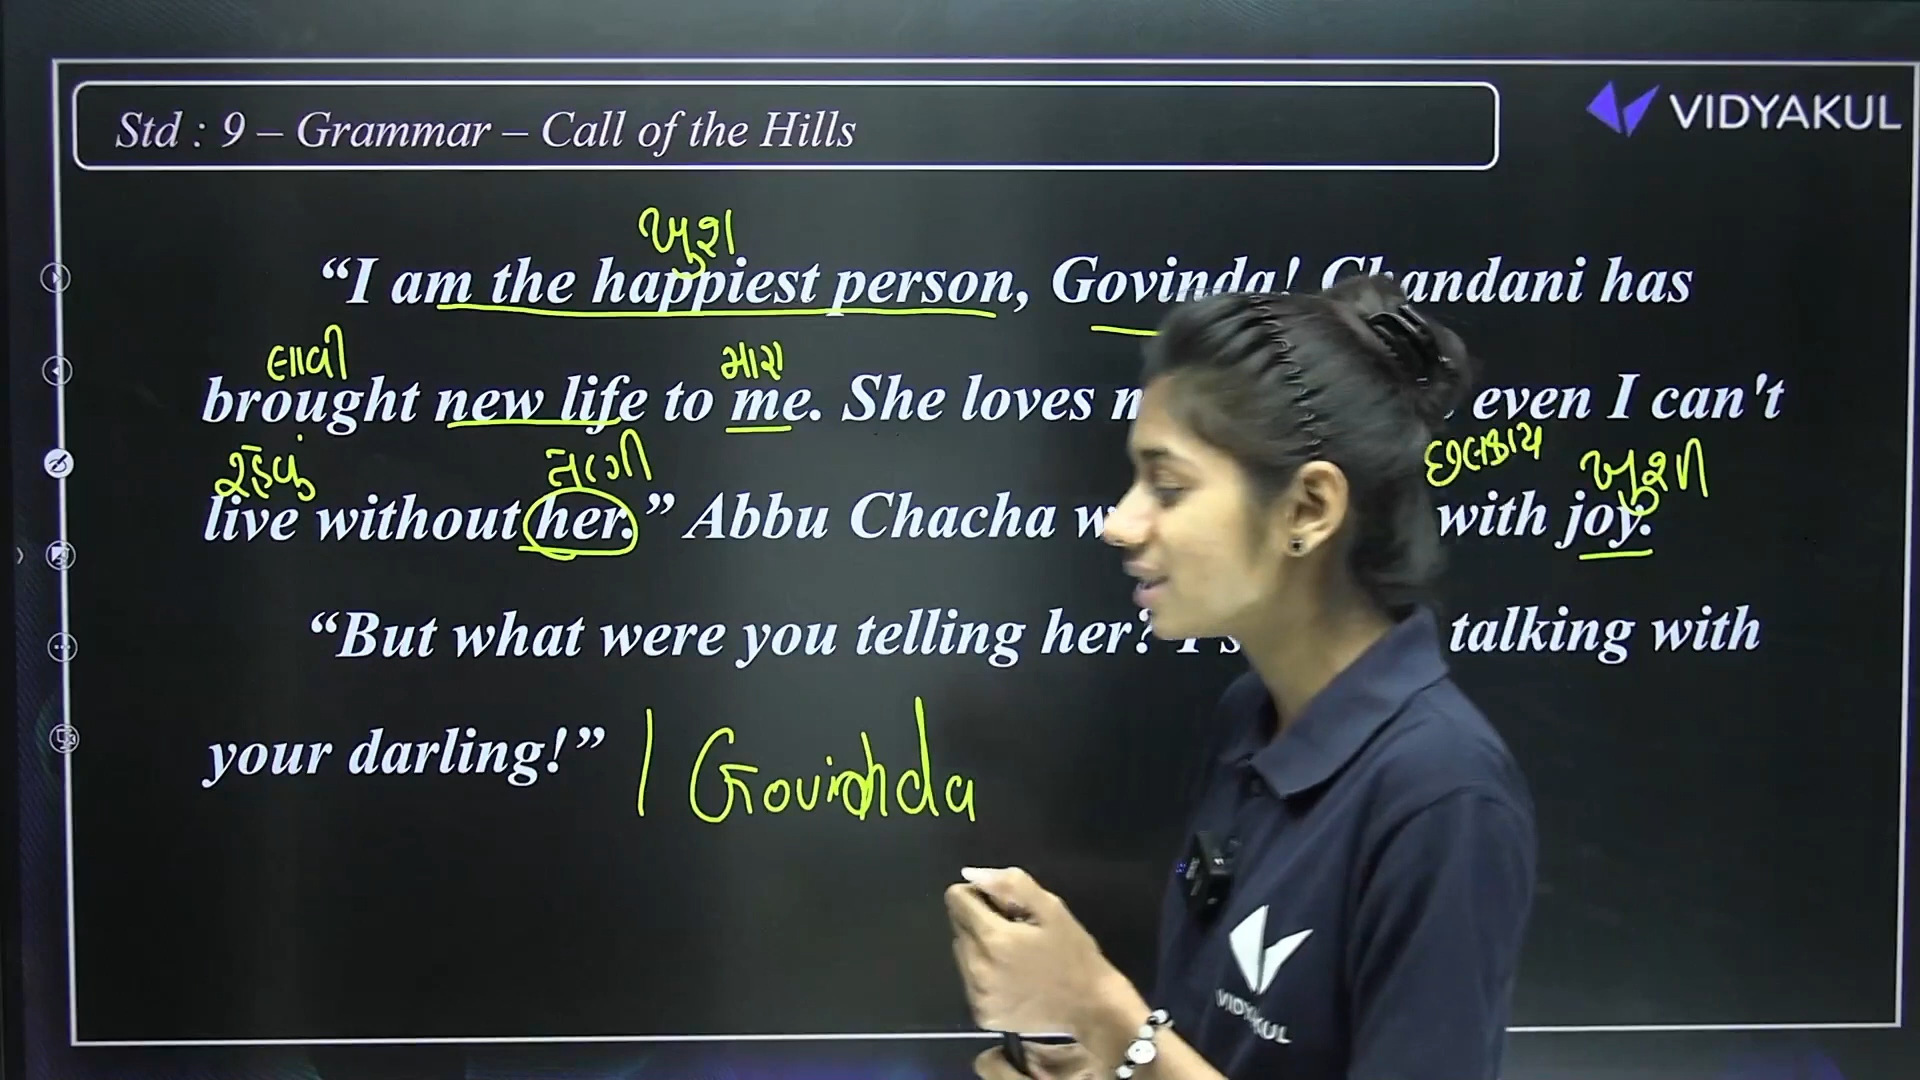 Std : 9 – Grammar – Call of the Hills
VIDYAKUL
ખુશ
“I am the happiest person, Govinda! Chandani has
લાવી મારા
brought new life to me. She loves even I can't
રહેવું તેણી છલકાય ખુશી
live without her.” Abbu Chacha with joy.
“But what were you telling her? I talking with
your darling!” | Govinda
VIDYAKUL